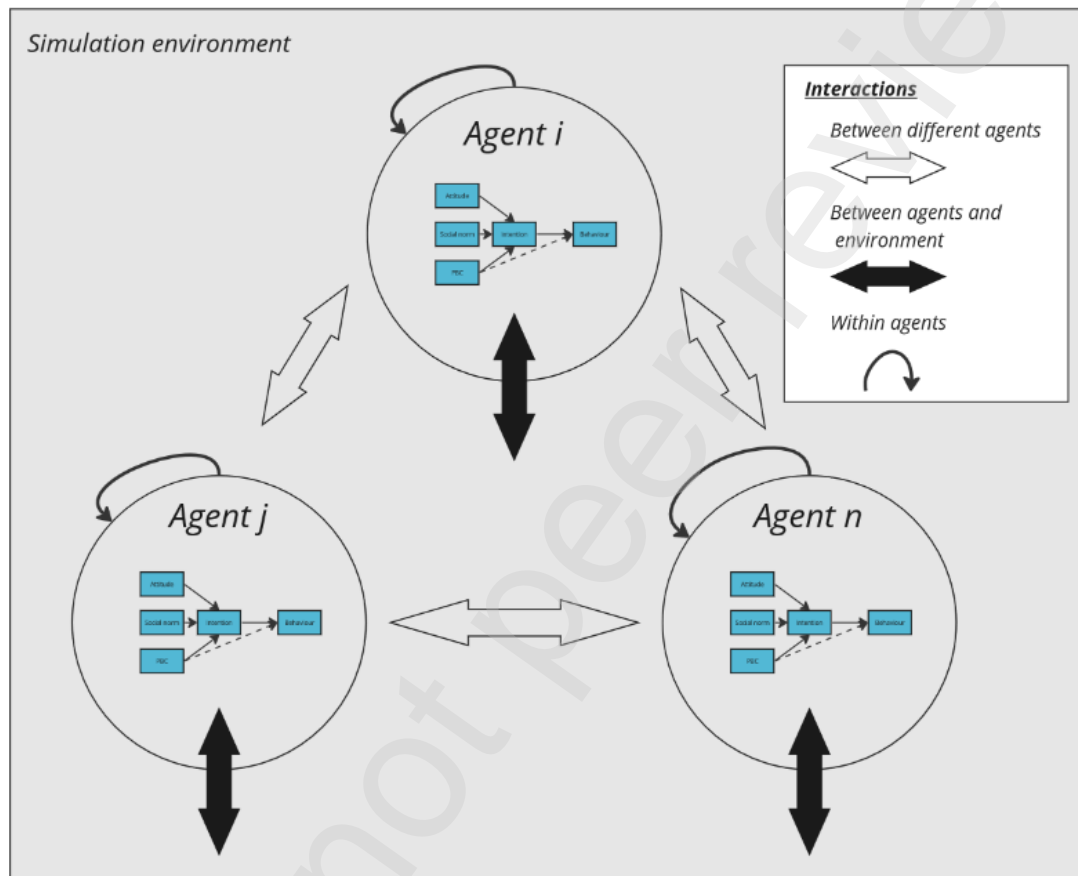 Simulation environment
Interactions
Between different agents
Between agents and
environment
Within agents
Agent i
Attitude
Social norm
Intention
Behaviour
PBC
Agent j
Attitude
Social norm
Intention
Behaviour
PBC
Agent n
Attitude
Social norm
Intention
Behaviour
PBC
not peer review